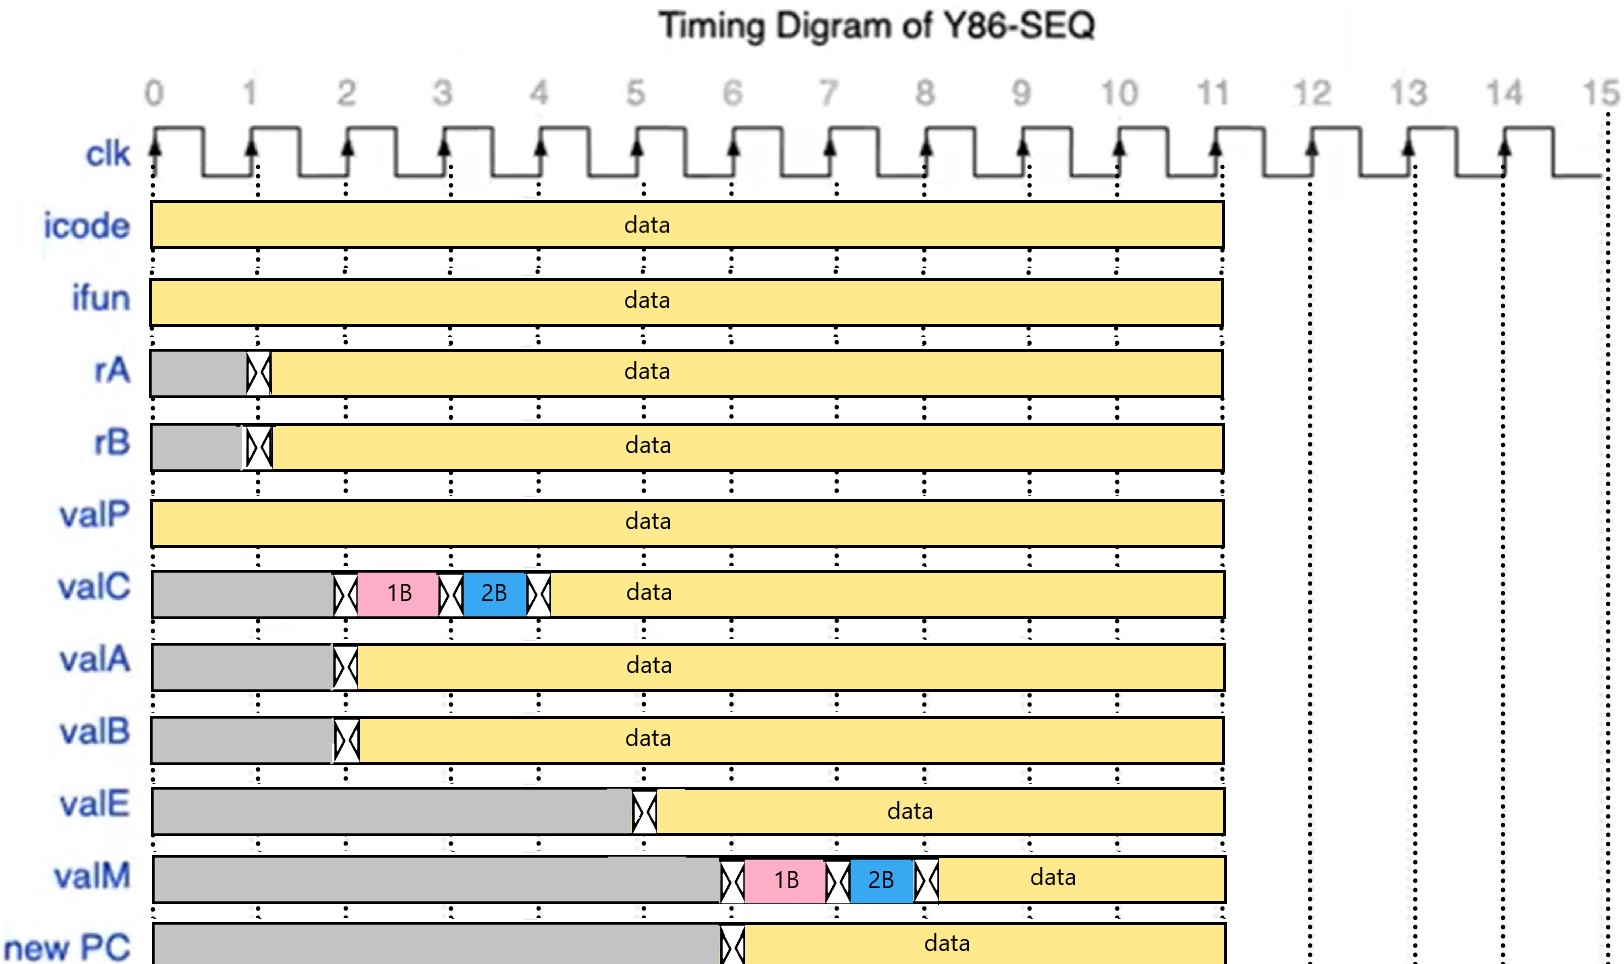 Timing Digram of Y86-SEQ
0 1 2 3 4 5 6 7 8 9 10 11 12 13 14 15
clk
icode data
ifun data
rA data
rB data
valP data
valC 1B 2B data
valA data
valB data
valE data
valM 1B 2B data
new PC data